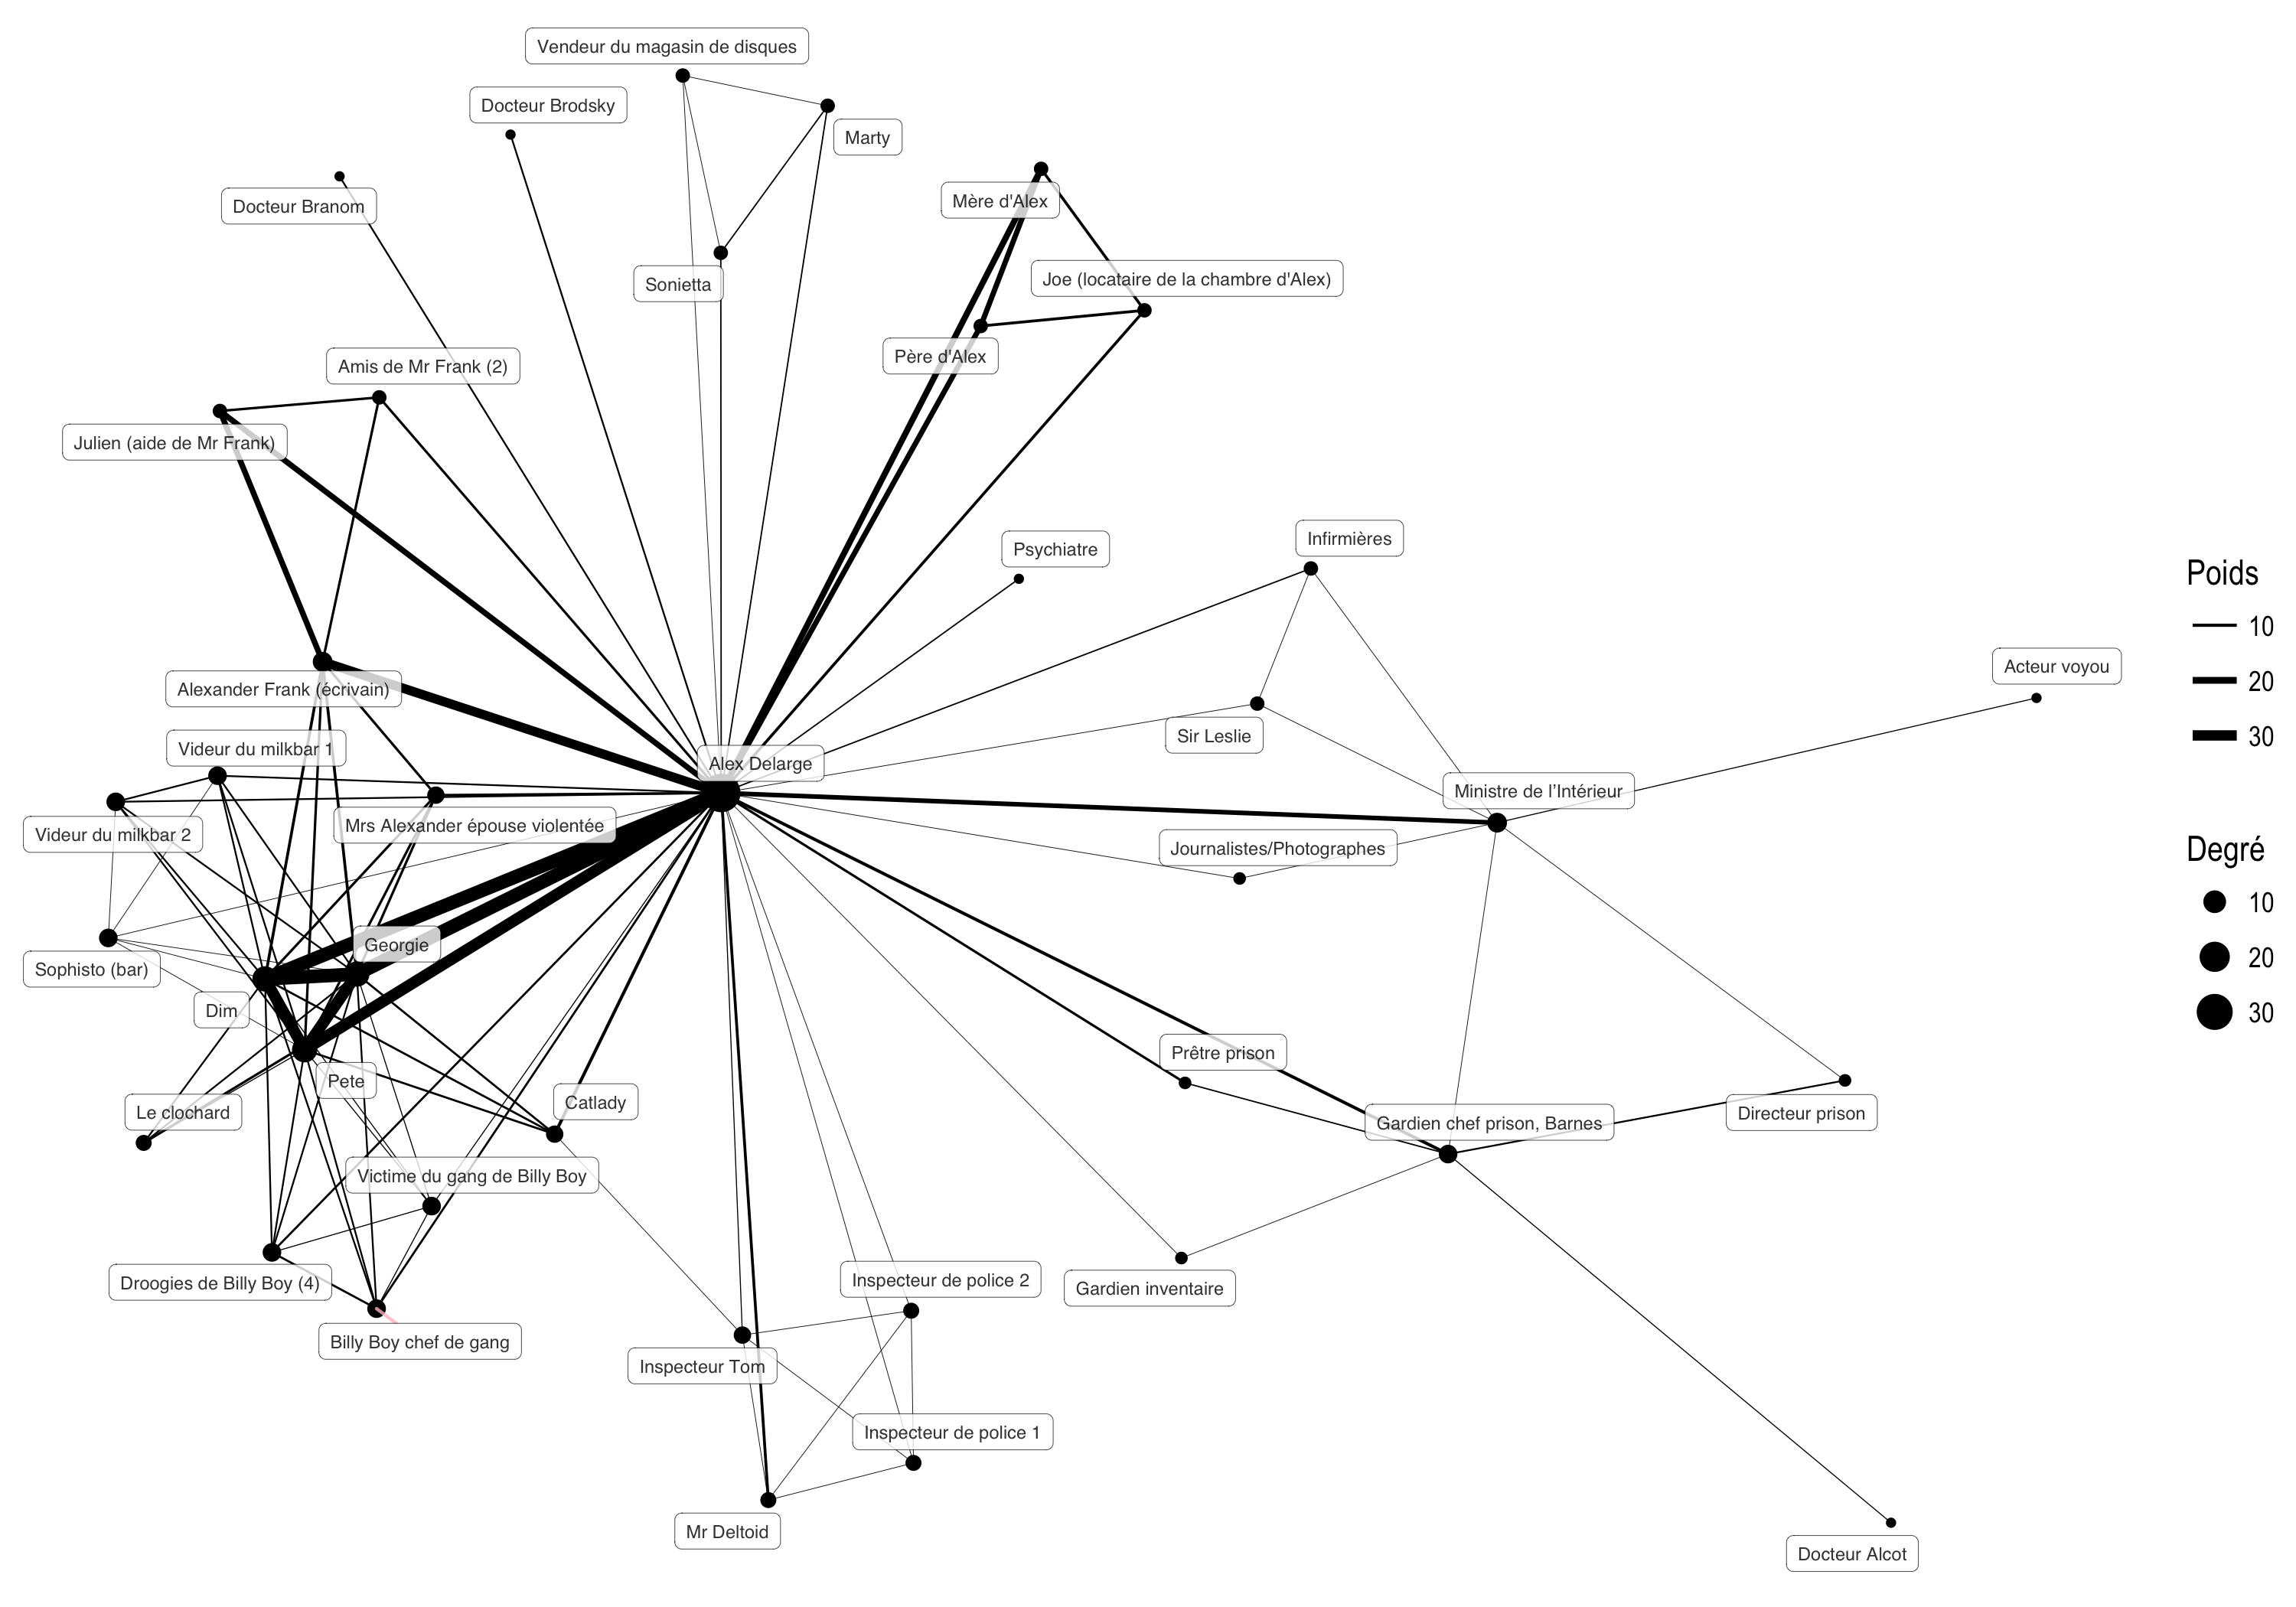 Vendeur du magasin de disques
Docteur Brodsky
Marty
Docteur Branom
Mère d'Alex
Sonietta
Joe (locataire de la chambre d'Alex)
Père d'Alex
Amis de Mr Frank (2)
Julien (aide de Mr Frank)
Psychiatre
Infirmières
Poids
10
20
30
Acteur voyou
Alexander Frank (écrivain)
Sir Leslie
Videur du milkbar 1
Alex Delarge
Ministre de l’Intérieur
Mrs Alexander épouse violentée
Videur du milkbar 2
Journalistes/Photographes
Degré
10
20
30
Georgie
Sophisto (bar)
Dim
Prêtre prison
Pete
Catlady
Le clochard
Directeur prison
Gardien chef prison, Barnes
Victime du gang de Billy Boy
Droogies de Billy Boy (4)
Inspecteur de police 2
Gardien inventaire
Billy Boy chef de gang
Inspecteur Tom
Inspecteur de police 1
Mr Deltoid
Docteur Alcot